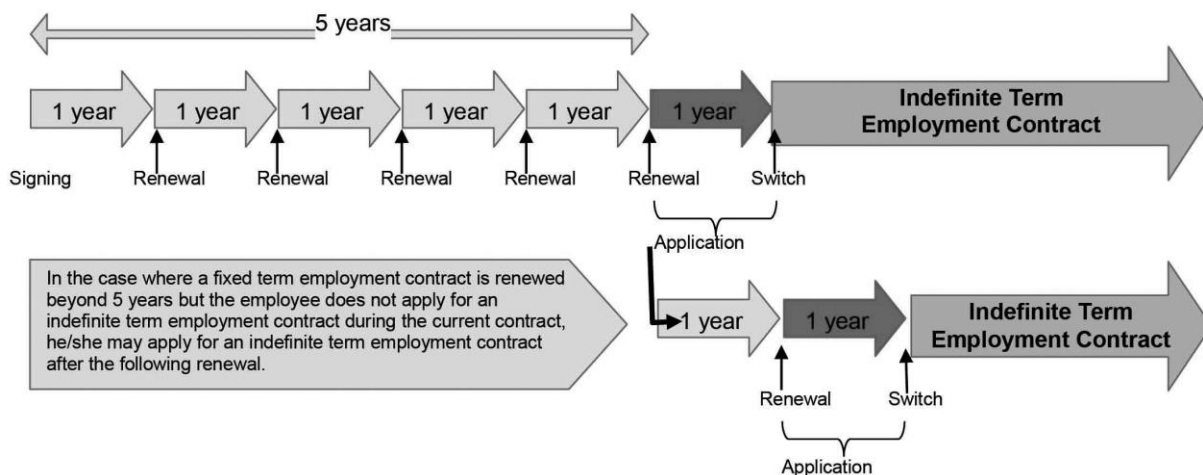 5 years
1 year
1 year
1 year
1 year
1 year
1 year
Indefinite Term
Employment Contract
Signing
Renewal
Renewal
Renewal
Renewal
Renewal
Switch
Application
In the case where a fixed term employment contract is renewed
beyond 5 years but the employee does not apply for an
indefinite term employment contract during the current contract,
he/she may apply for an indefinite term employment contract
after the following renewal.
1 year
1 year
Indefinite Term
Employment Contract
Renewal
Switch
Application